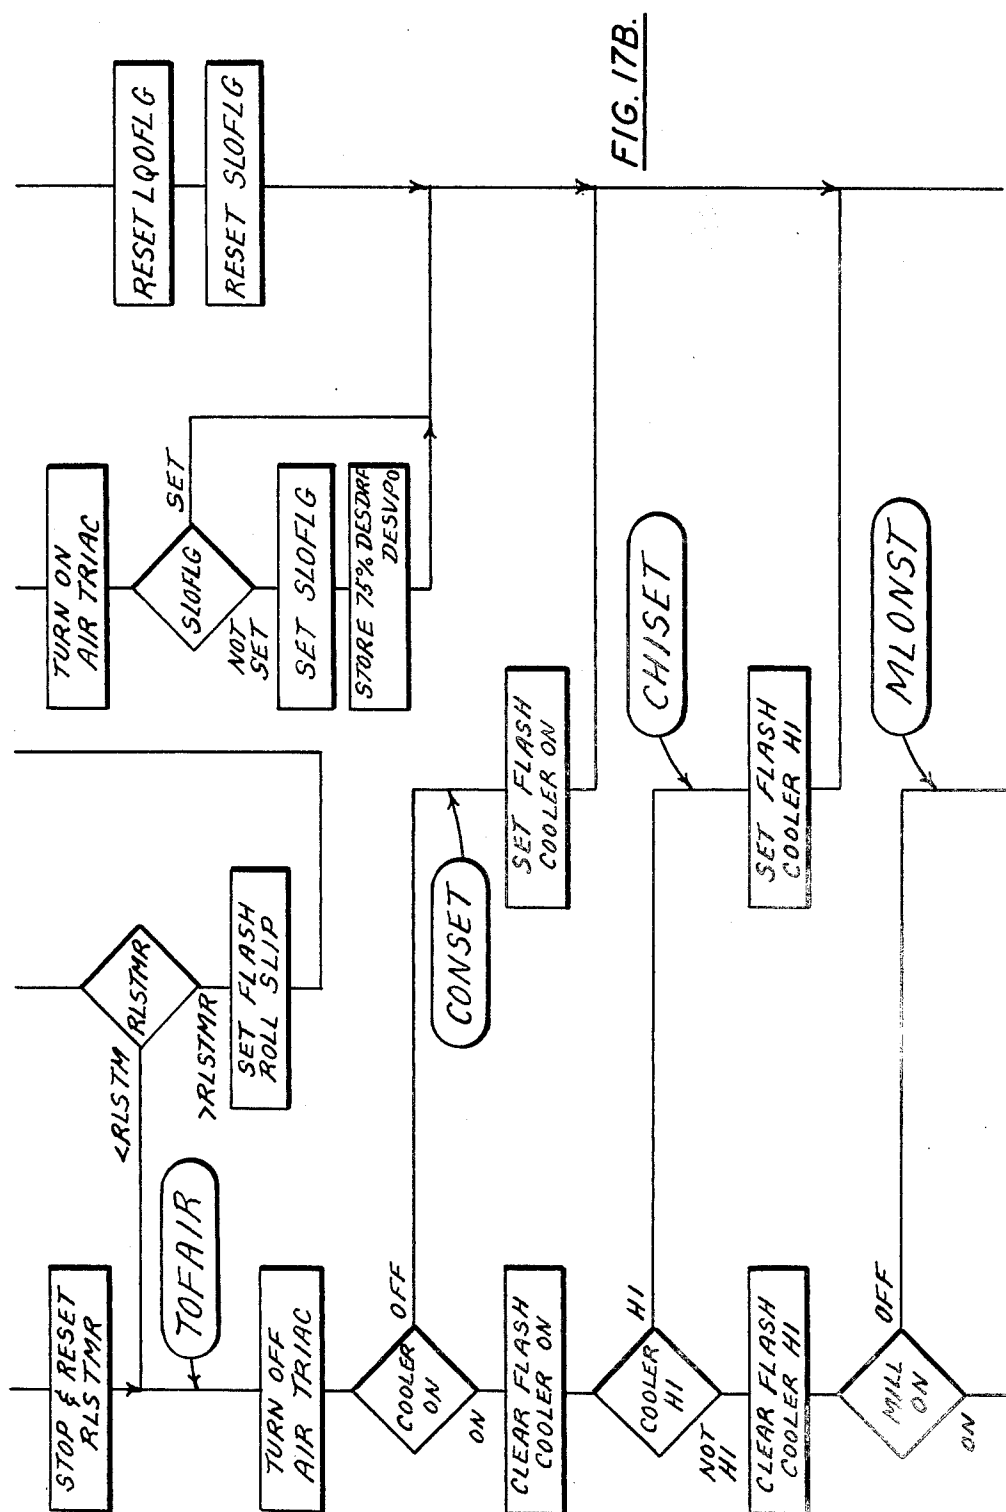 STOP & RESET
RLS TMR
<RLSTM
RLSTMR
>RLSTMR
SET FLASH
ROLL SLIP
TURN ON
AIR TRIAC
SLOFLG
SET
NOT
SET
SET SLOFLG
STORE 75% DESDRF
DESVPO
RESET LQOFLG
RESET SLOFLG
TOFAIR
TURN OFF
AIR TRIAC
COOLER
ON
OFF
ON
CONSET
CLEAR FLASH
COOLER ON
SET FLASH
COOLER ON
COOLER
HI
HI
NOT
HI
CHISET
CLEAR FLASH
COOLER HI
SET FLASH
COOLER HI
MILL
ON
OFF
ON
MLONST
FIG. 17B.